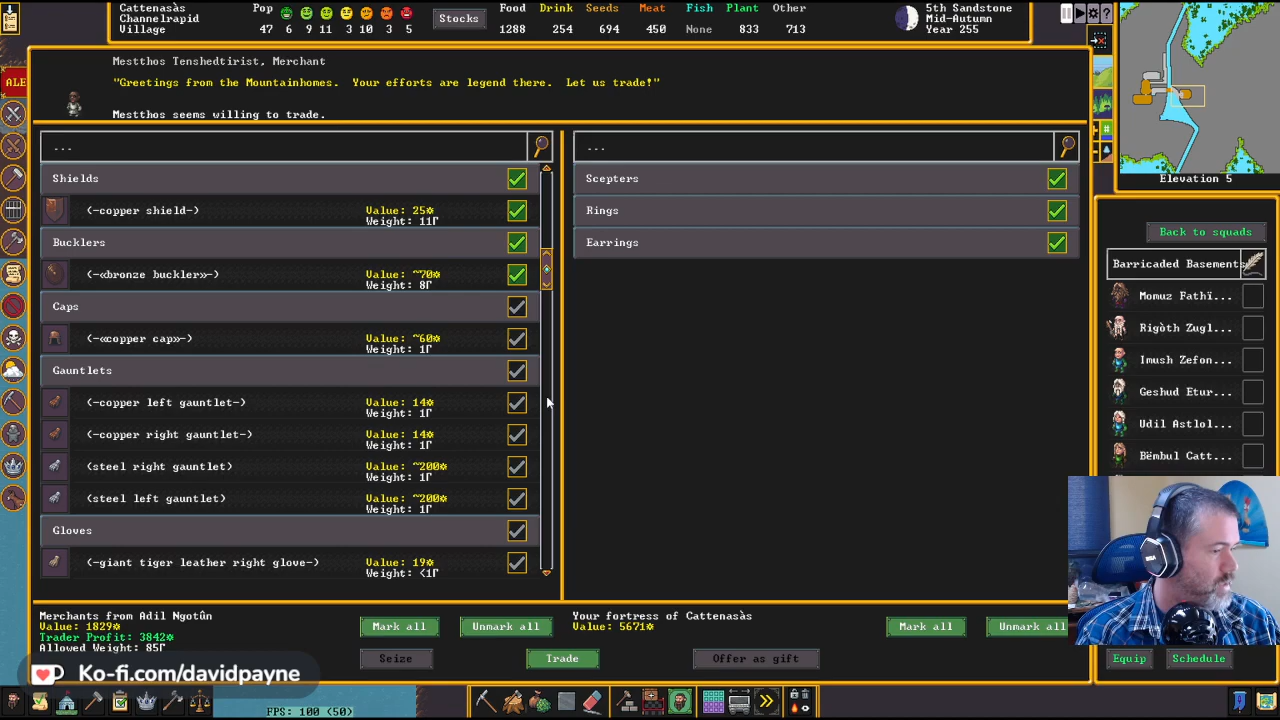 Cattenasàs
Channelrapid
Village
Pop
47 6 9 11 3 10 3 5
Stocks
Food Drink Seeds Meat Fish Plant Other
1288 254 694 450 None 833 713
5th Sandstone
Mid-Autumn
Year 255
Mestthos Tenshedtirist, Merchant
"Greetings from the Mountainhomes. Your efforts are legend there. Let us trade!"
Mestthos seems willing to trade.
ALE
...
...
Shields
(-copper shield-) Value: 25☼
Weight: 11Γ
Bucklers
(-«bronze buckler»-) Value: ~70☼
Weight: 8Γ
Caps
(-«copper cap»-) Value: ~60☼
Weight: 1Γ
Gauntlets
(-copper left gauntlet-) Value: 14☼
Weight: 1Γ
(-copper right gauntlet-) Value: 14☼
Weight: 1Γ
(steel right gauntlet) Value: ~200☼
Weight: 1Γ
(steel left gauntlet) Value: ~200☼
Weight: 1Γ
Gloves
(-giant tiger leather right glove-) Value: 19☼
Weight: <1Γ
Scepters
Rings
Earrings
Elevation 5
Back to squads
Barricaded Basements
Momuz Fathï...
Rigòth Zugl...
Imush Zefon...
Geshud Etur...
Udil Astlol...
Bëmbul Catt...
Merchants from Adil Ngotûn
Value: 1829☼
Trader Profit: 3842☼
Allowed Weight: 85Γ
Mark all
Unmark all
Seize
Trade
Your fortress of Cattenasàs
Value: 5671☼
Mark all
Unmark all
Offer as gift
Equip
Schedule
Ko-fi.com/davidpayne
FPS: 100 (50)